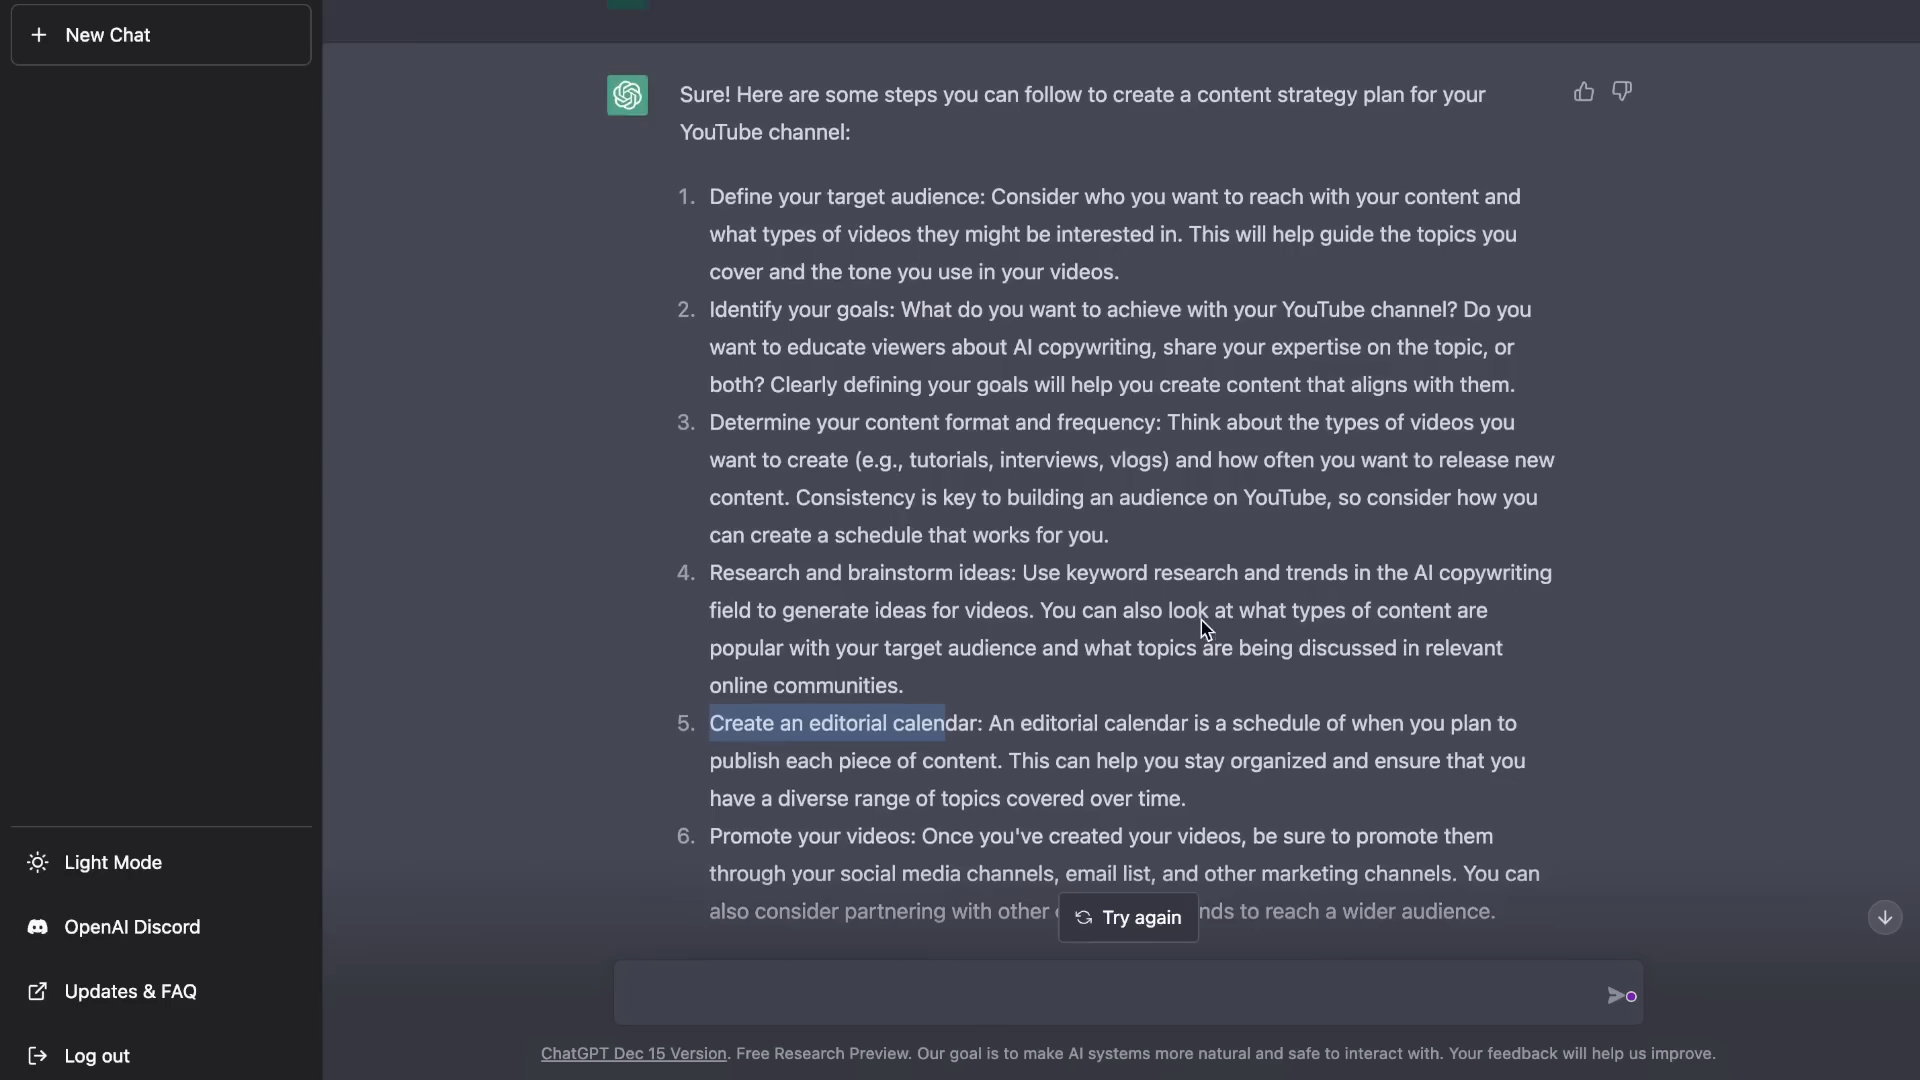 New Chat
Sure! Here are some steps you can follow to create a content strategy plan for your
YouTube channel:
1. Define your target audience: Consider who you want to reach with your content and
what types of videos they might be interested in. This will help guide the topics you
cover and the tone you use in your videos.
2. Identify your goals: What do you want to achieve with your YouTube channel? Do you
want to educate viewers about AI copywriting, share your expertise on the topic, or
both? Clearly defining your goals will help you create content that aligns with them.
3. Determine your content format and frequency: Think about the types of videos you
want to create (e.g., tutorials, interviews, vlogs) and how often you want to release new
content. Consistency is key to building an audience on YouTube, so consider how you
can create a schedule that works for you.
4. Research and brainstorm ideas: Use keyword research and trends in the AI copywriting
field to generate ideas for videos. You can also look at what types of content are
popular with your target audience and what topics are being discussed in relevant
online communities.
5. Create an editorial calendar: An editorial calendar is a schedule of when you plan to
publish each piece of content. This can help you stay organized and ensure that you
have a diverse range of topics covered over time.
6. Promote your videos: Once you've created your videos, be sure to promote them
through your social media channels, email list, and other marketing channels. You can
also consider partnering with other nds to reach a wider audience.
Try again
Light Mode
OpenAI Discord
Updates & FAQ
Log out
ChatGPT Dec 15 Version. Free Research Preview. Our goal is to make AI systems more natural and safe to interact with. Your feedback will help us improve.